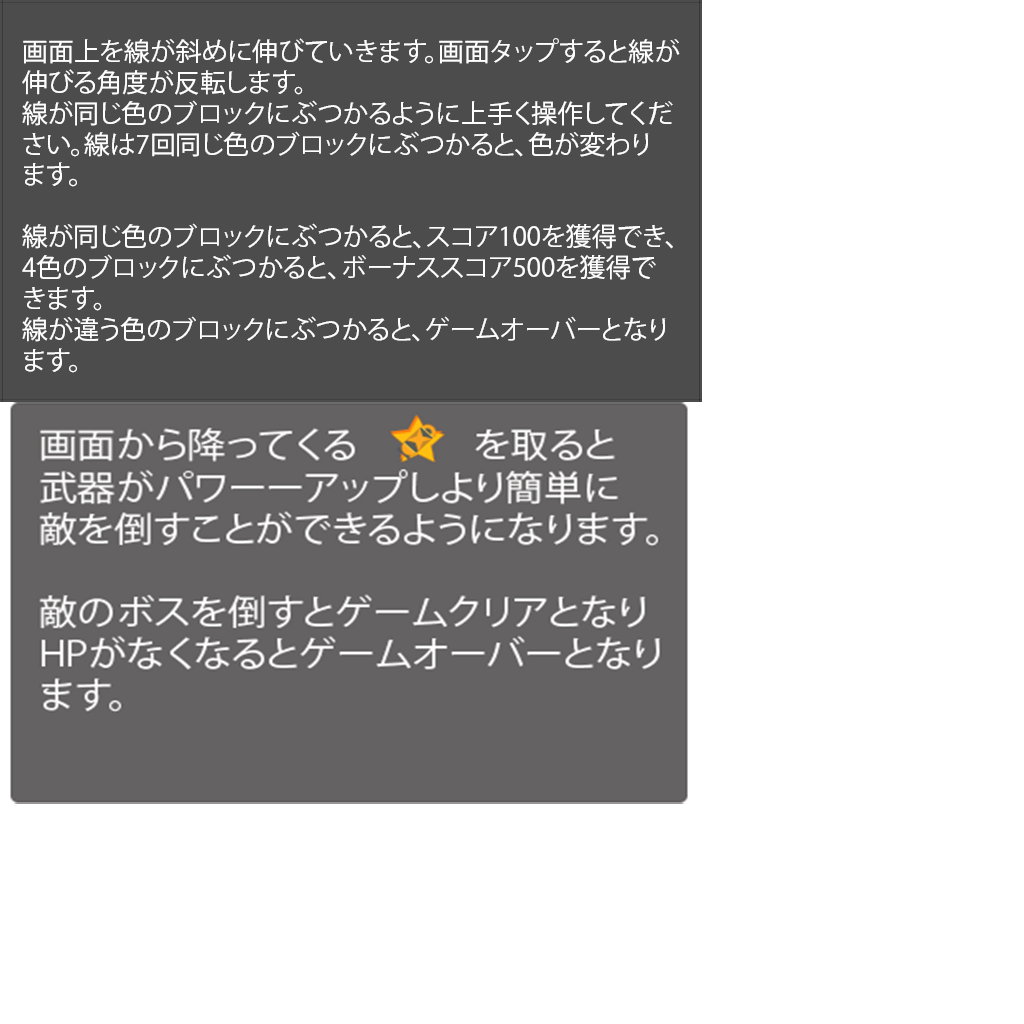 画面上を線が斜めに伸びていきます。画面タップすると線が
伸びる角度が反転します。
線が同じ色のブロックにぶつかるように上手く操作してくだ
さい。線は7回同じ色のブロックにぶつかると、色が変わり
ます。
線が同じ色のブロックにぶつかると、スコア100を獲得でき、
4色のブロックにぶつかると、ボーナススコア500を獲得で
きます。
線が違う色のブロックにぶつかると、ゲームオーバーとなり
ます。
画面から降ってくる を取ると
武器がパワーーアップしより簡単に
敵を倒すことができるようになります。
敵のボスを倒すとゲームクリアとなり
HPがなくなるとゲームオーバーとなり
ます。